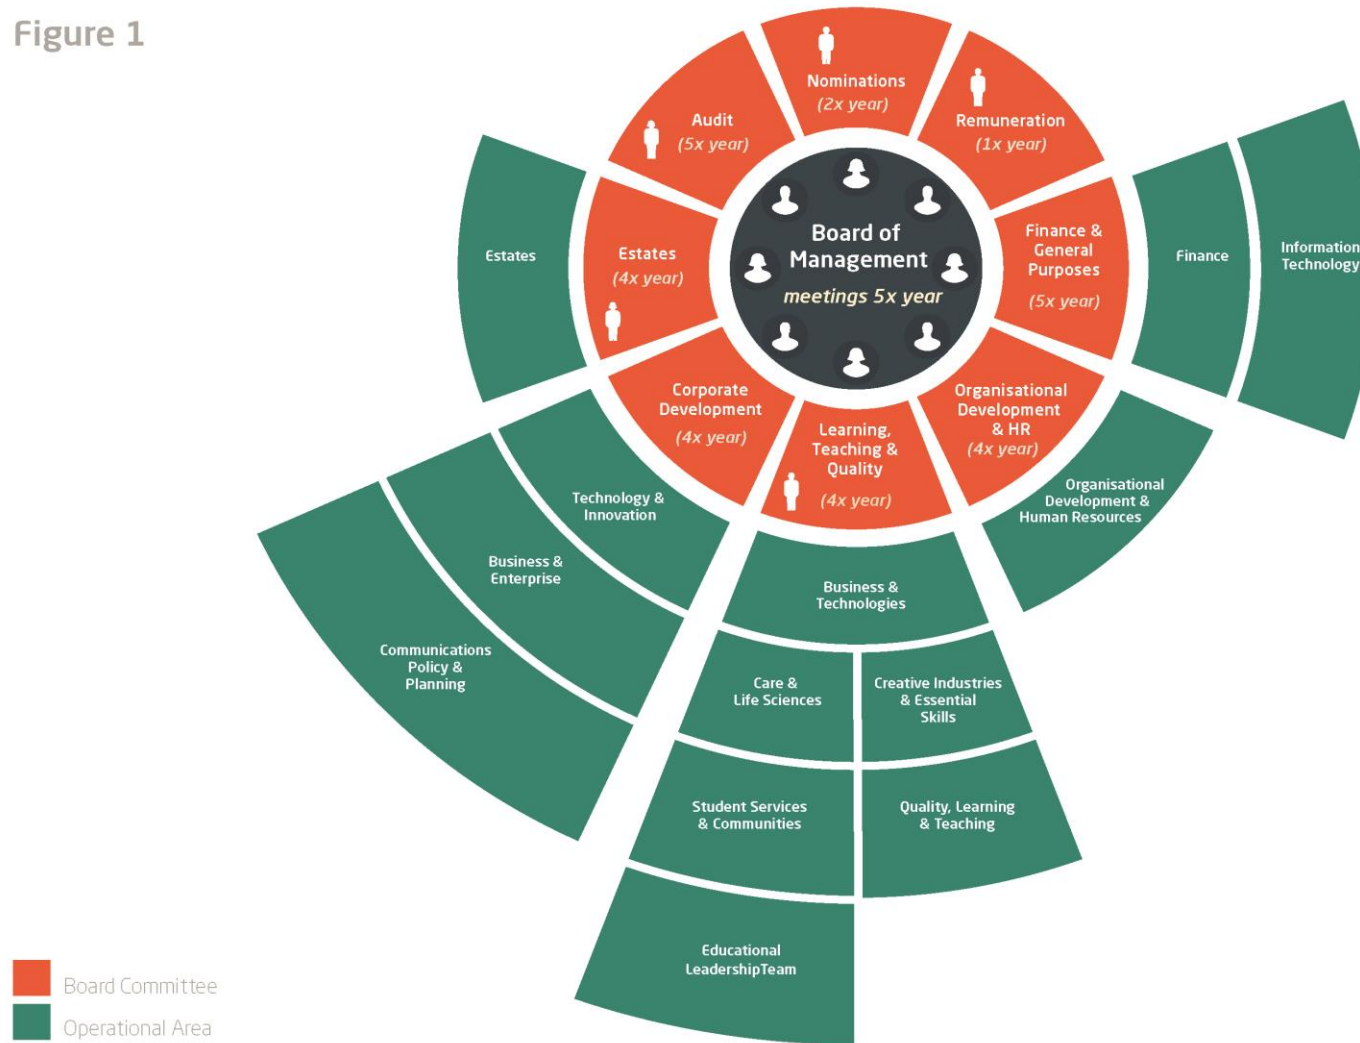 Figure 1
Nominations
(2x year)
Audit
(5x year)
Remuneration
(1x year)
Estates
Estates
(4x year)
Board of
Management
meetings 5x year
Finance &
General
Purposes
(5x year)
Finance
Information
Technology
Corporate
Development
(4x year)
Learning,
Teaching &
Quality
(4x year)
Organisational
Development
& HR
(4x year)
Technology &
Innovation
Business &
Enterprise
Communications
Policy &
Planning
Organisational
Development &
Human Resources
Business &
Technologies
Care &
Life Sciences
Creative Industries
& Essential
Skills
Student Services
& Communities
Quality, Learning
& Teaching
Educational
LeadershipTeam
Board Committee
Operational Area